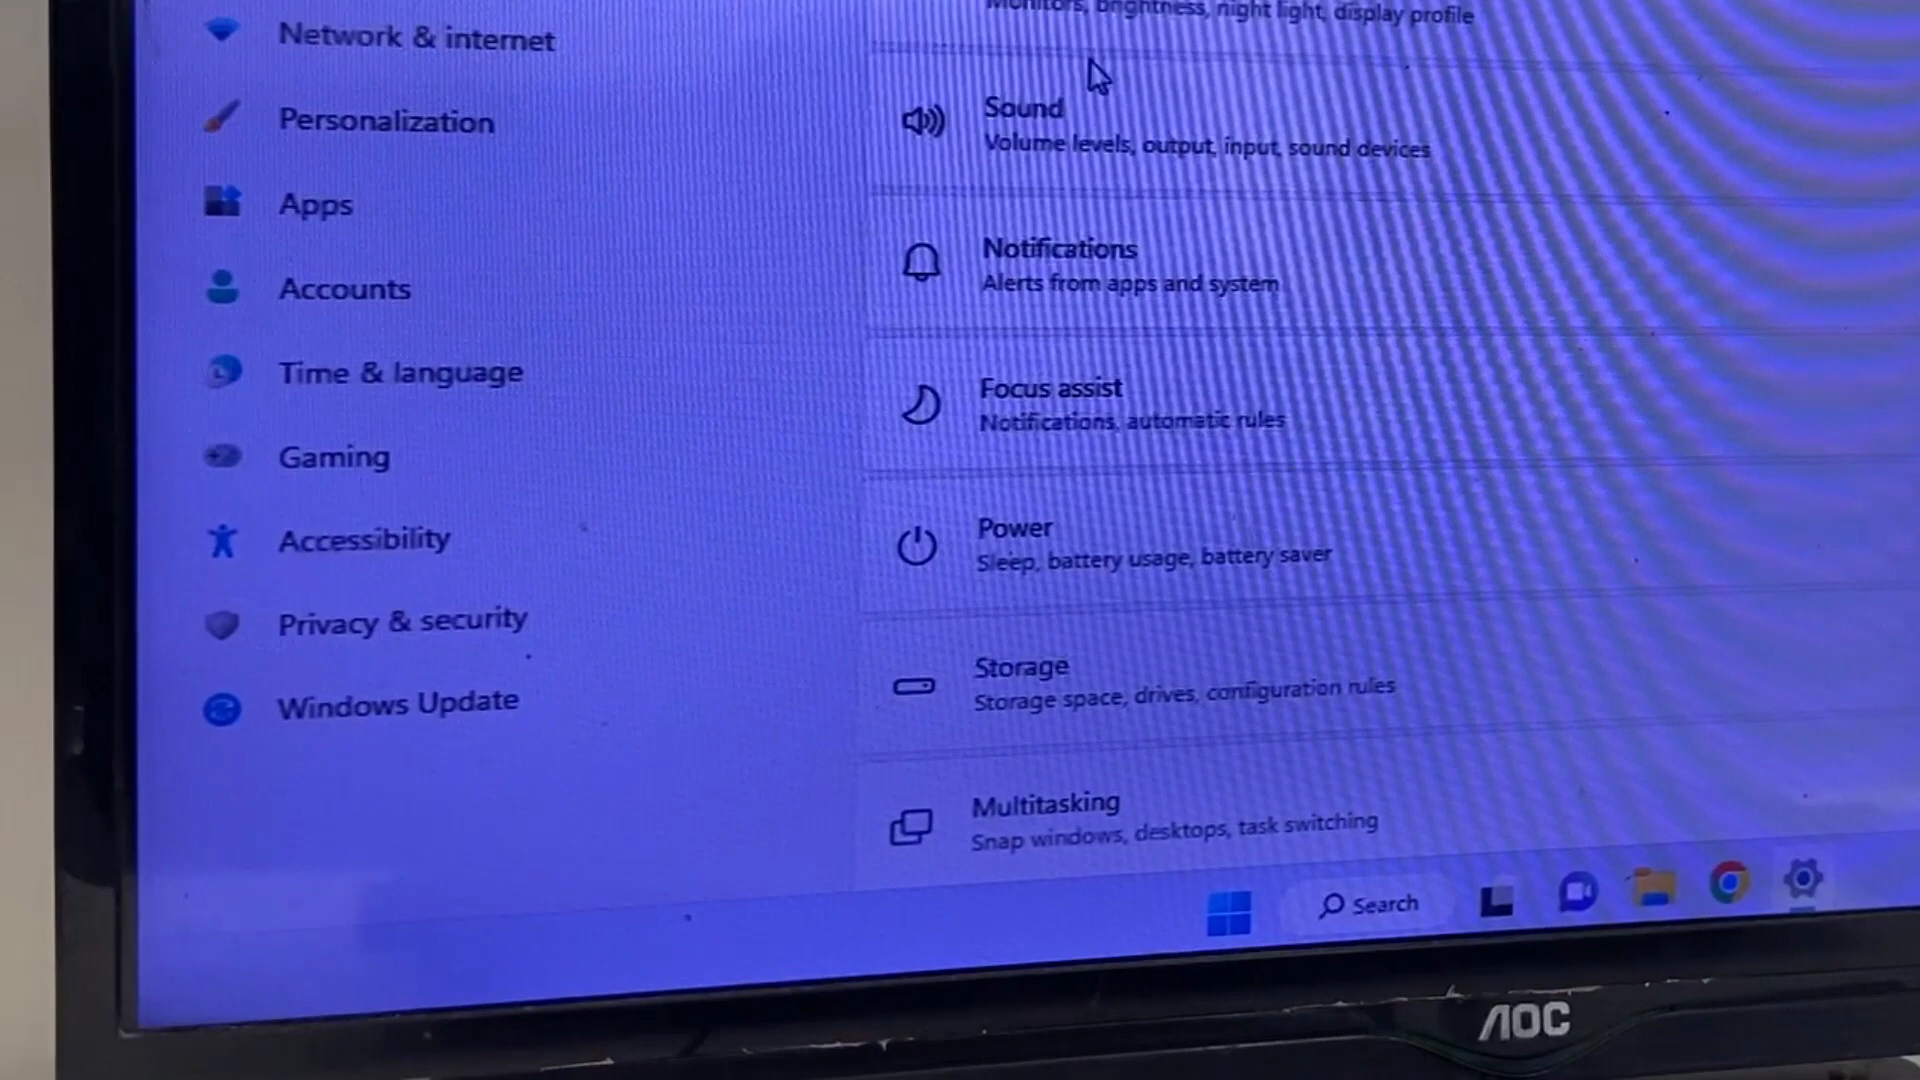 Network & internet
Personalization
Apps
Accounts
Time & language
Gaming
Accessibility
Privacy & security
Windows Update
Monitors, brightness, night light, display profile
Sound
Volume levels, output, input, sound devices
Notifications
Alerts from apps and system
Focus assist
Notifications, automatic rules
Power
Sleep, battery usage, battery saver
Storage
Storage space, drives, configuration rules
Multitasking
Snap windows, desktops, task switching
Search
AOC